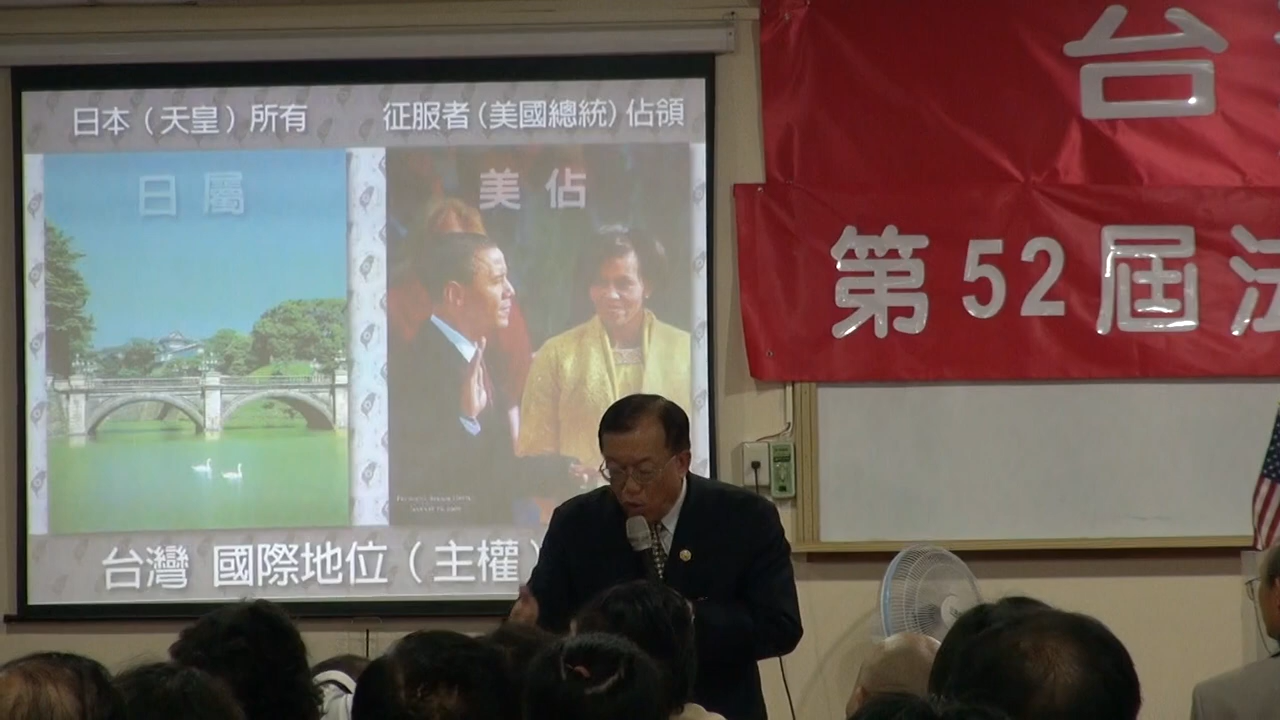 日本（天皇）所有
征服者（美國總統）佔領
日屬
美佔
台灣 國際地位（主權）
台
第52屆法